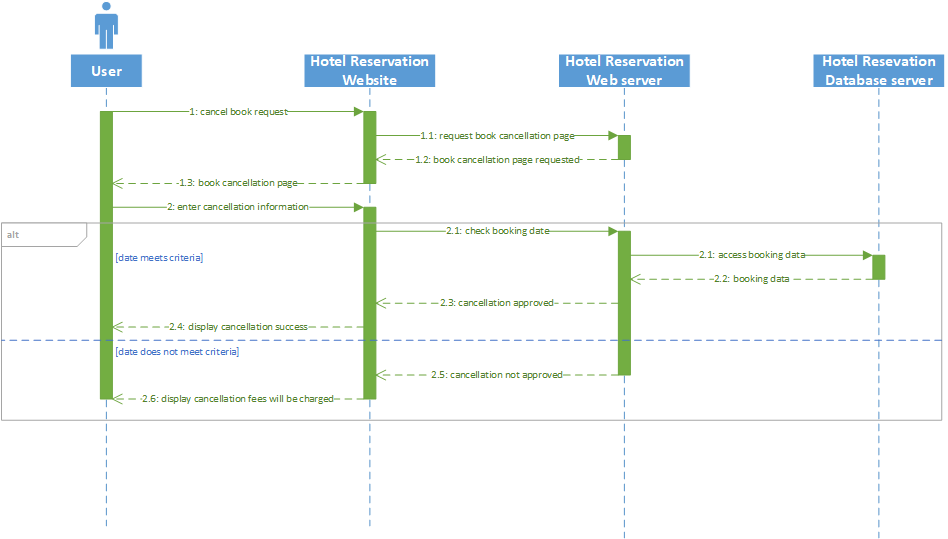 User
Hotel Reservation
Website
Hotel Reservation
Web server
Hotel Resevation
Database server
1: cancel book request
1.1: request book cancellation page
1.2: book cancellation page requested
1.3: book cancellation page
2: enter cancellation information
alt
2.1: check booking date
[date meets criteria]
2.1: access booking data
2.2: booking data
2.3: cancellation approved
2.4: display cancellation success
[date does not meet criteria]
2.5: cancellation not approved
2.6: display cancellation fees will be charged